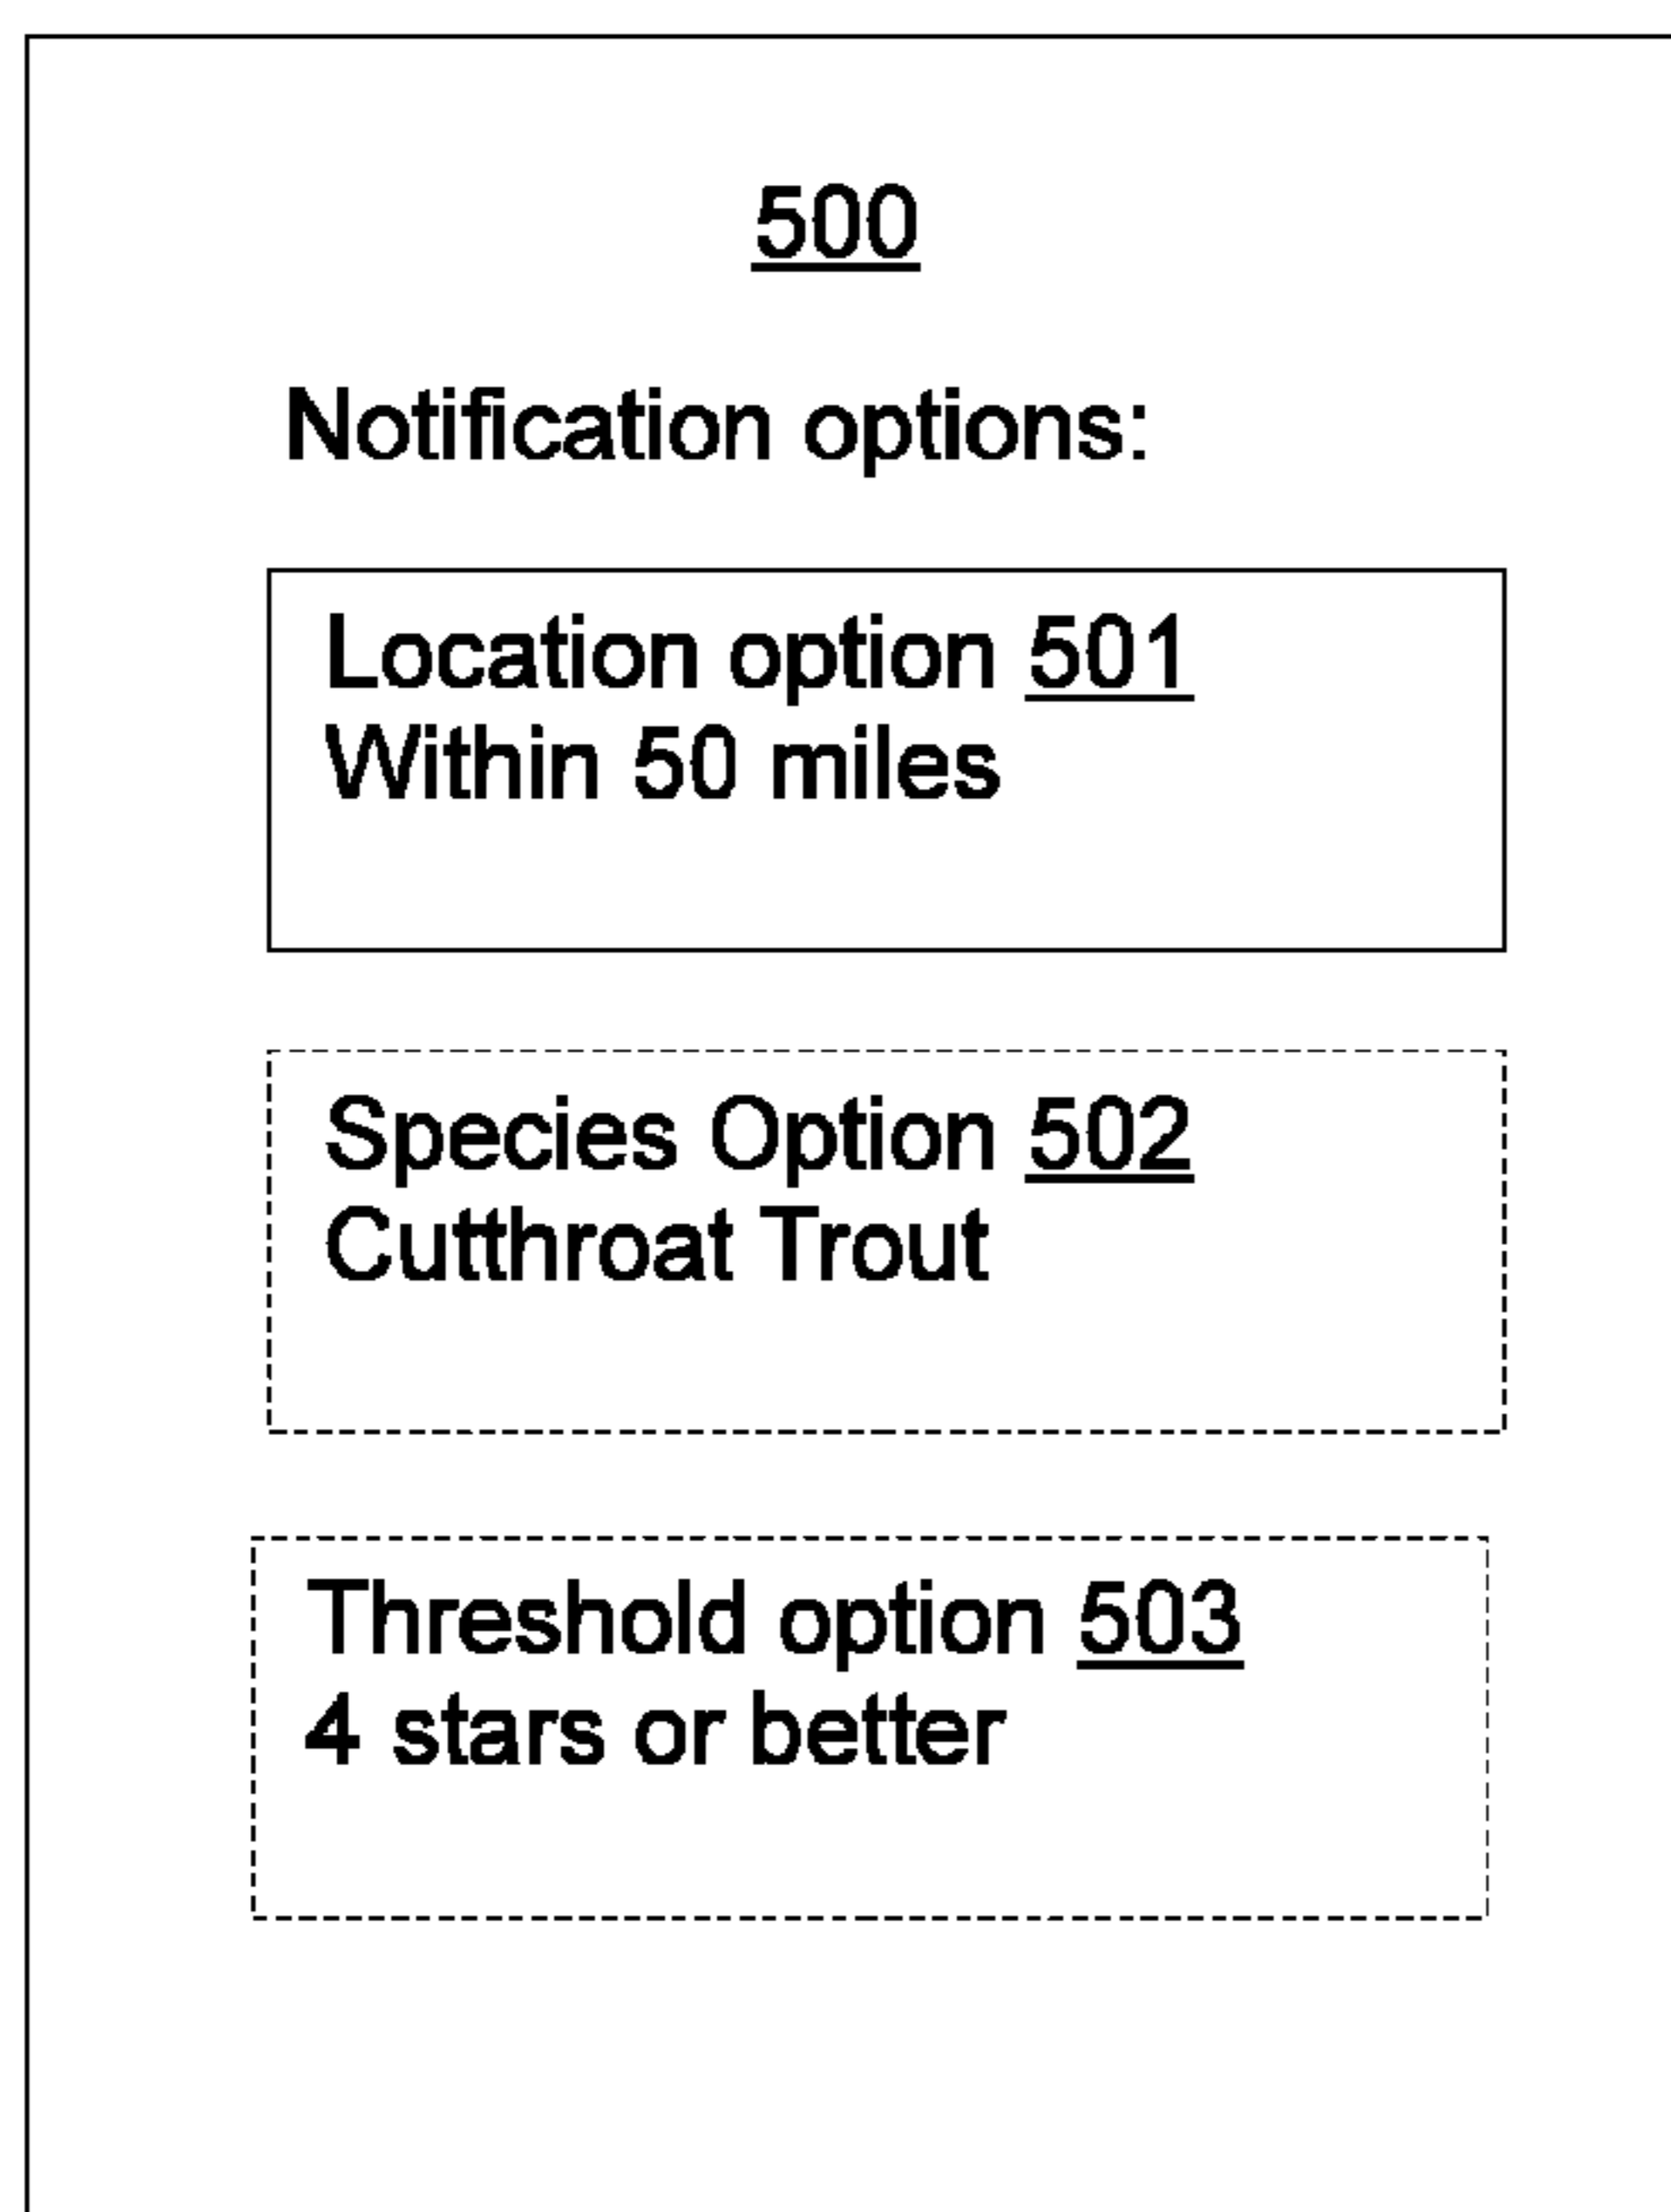 500
Notification options:
Location option 501
Within 50 miles
Species Option 502
Cutthroat Trout
Threshold option 503
4 stars or better